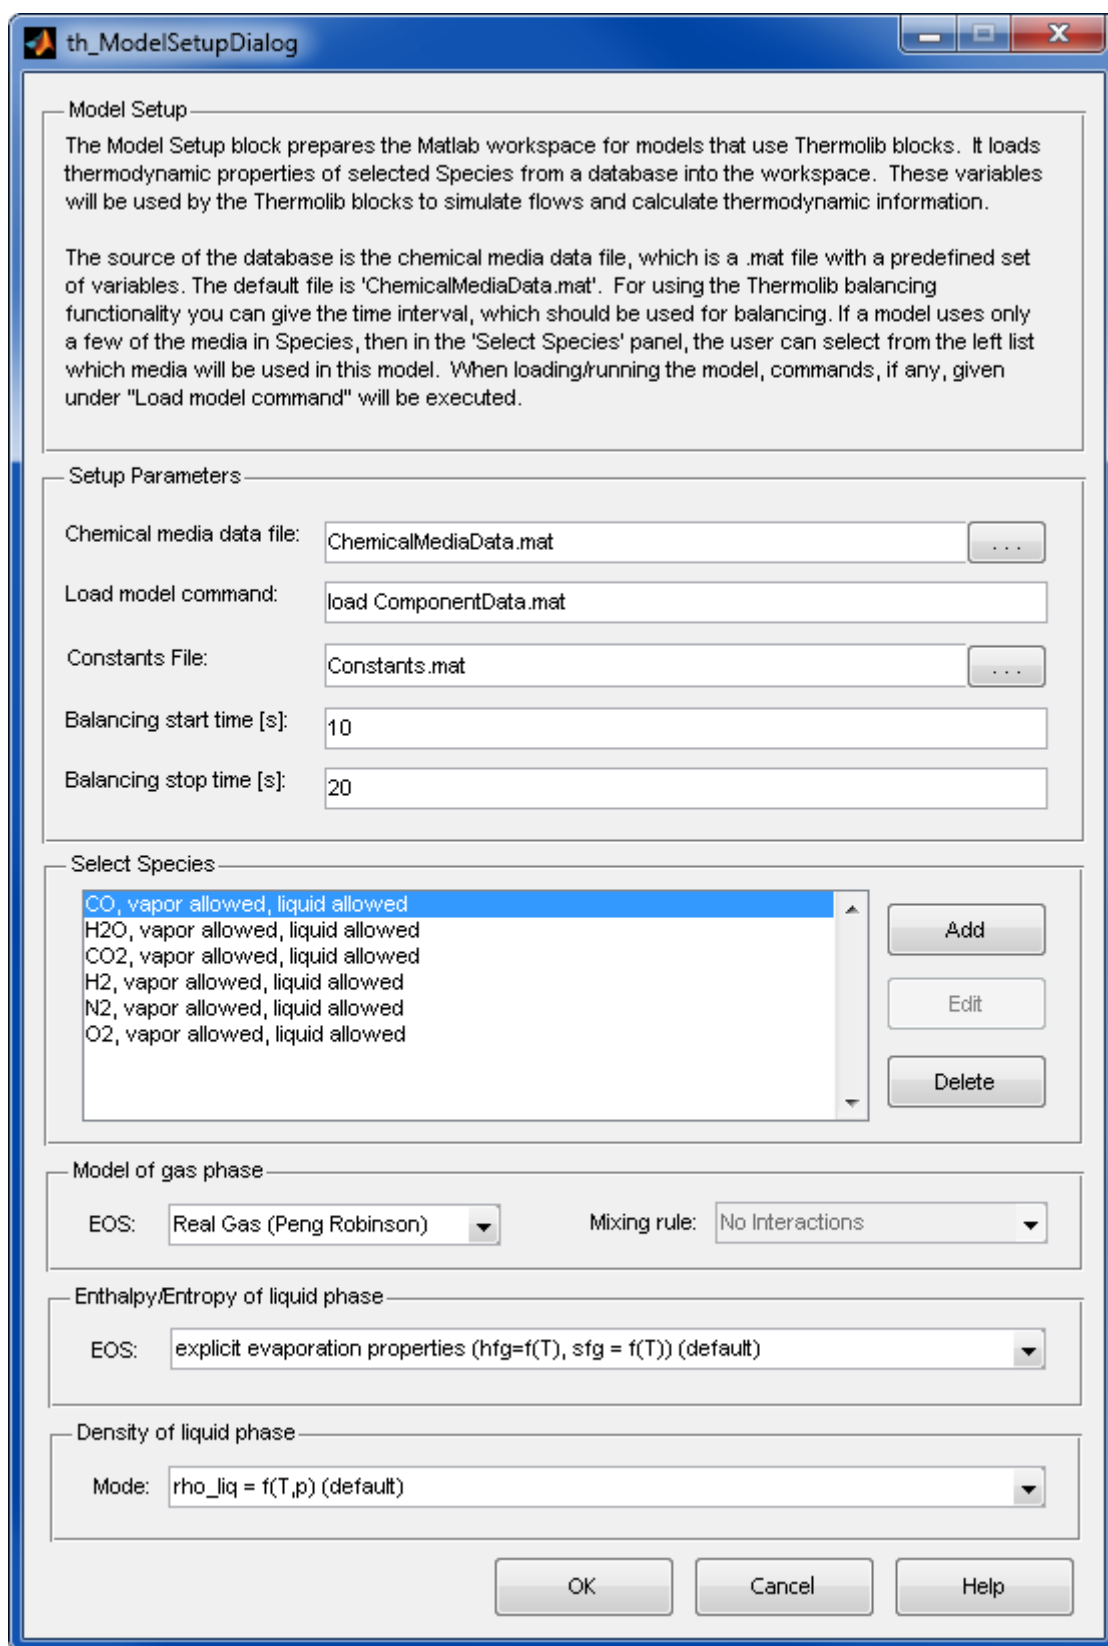 th_ModelSetupDialog
Model Setup
The Model Setup block prepares the Matlab workspace for models that use Thermolib blocks. It loads
thermodynamic properties of selected Species from a database into the workspace. These variables
will be used by the Thermolib blocks to simulate flows and calculate thermodynamic information.
The source of the database is the chemical media data file, which is a .mat file with a predefined set
of variables. The default file is 'ChemicalMediaData.mat'. For using the Thermolib balancing
functionality you can give the time interval, which should be used for balancing. If a model uses only
a few of the media in Species, then in the 'Select Species' panel, the user can select from the left list
which media will be used in this model. When loading/running the model, commands, if any, given
under "Load model command" will be executed.
Setup Parameters
Chemical media data file: ChemicalMediaData.mat ...
Load model command: load ComponentData.mat
Constants File: Constants.mat ...
Balancing start time [s]: 10
Balancing stop time [s]: 20
Select Species
CO, vapor allowed, liquid allowed
H2O, vapor allowed, liquid allowed
CO2, vapor allowed, liquid allowed
H2, vapor allowed, liquid allowed
N2, vapor allowed, liquid allowed
O2, vapor allowed, liquid allowed
Add
Edit
Delete
Model of gas phase
EOS: Real Gas (Peng Robinson) Mixing rule: No Interactions
Enthalpy/Entropy of liquid phase
EOS: explicit evaporation properties (hfg=f(T), sfg = f(T)) (default)
Density of liquid phase
Mode: rho_liq = f(T,p) (default)
OK Cancel Help